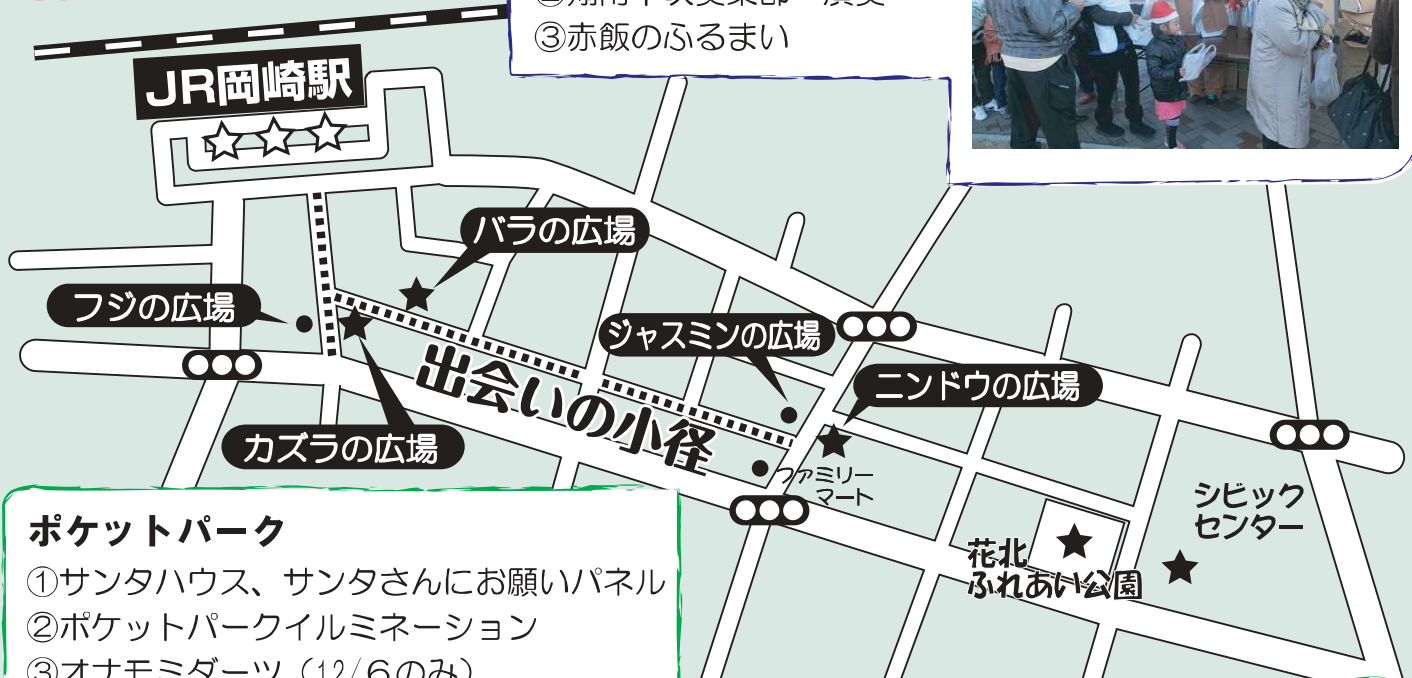 ③赤飯のふるまい
JR岡崎駅
バラの広場
フジの広場
ジャスミンの広場
ニンドウの広場
カズラの広場
出会いの小径
ファミリー
マート
シビック
センター
花北
ふれあい公園
ポケットパーク
①サンタハウス、サンタさんにお願いパネル
②ポケットパークイルミネーション
③オナモミダーツ（12/6のみ）